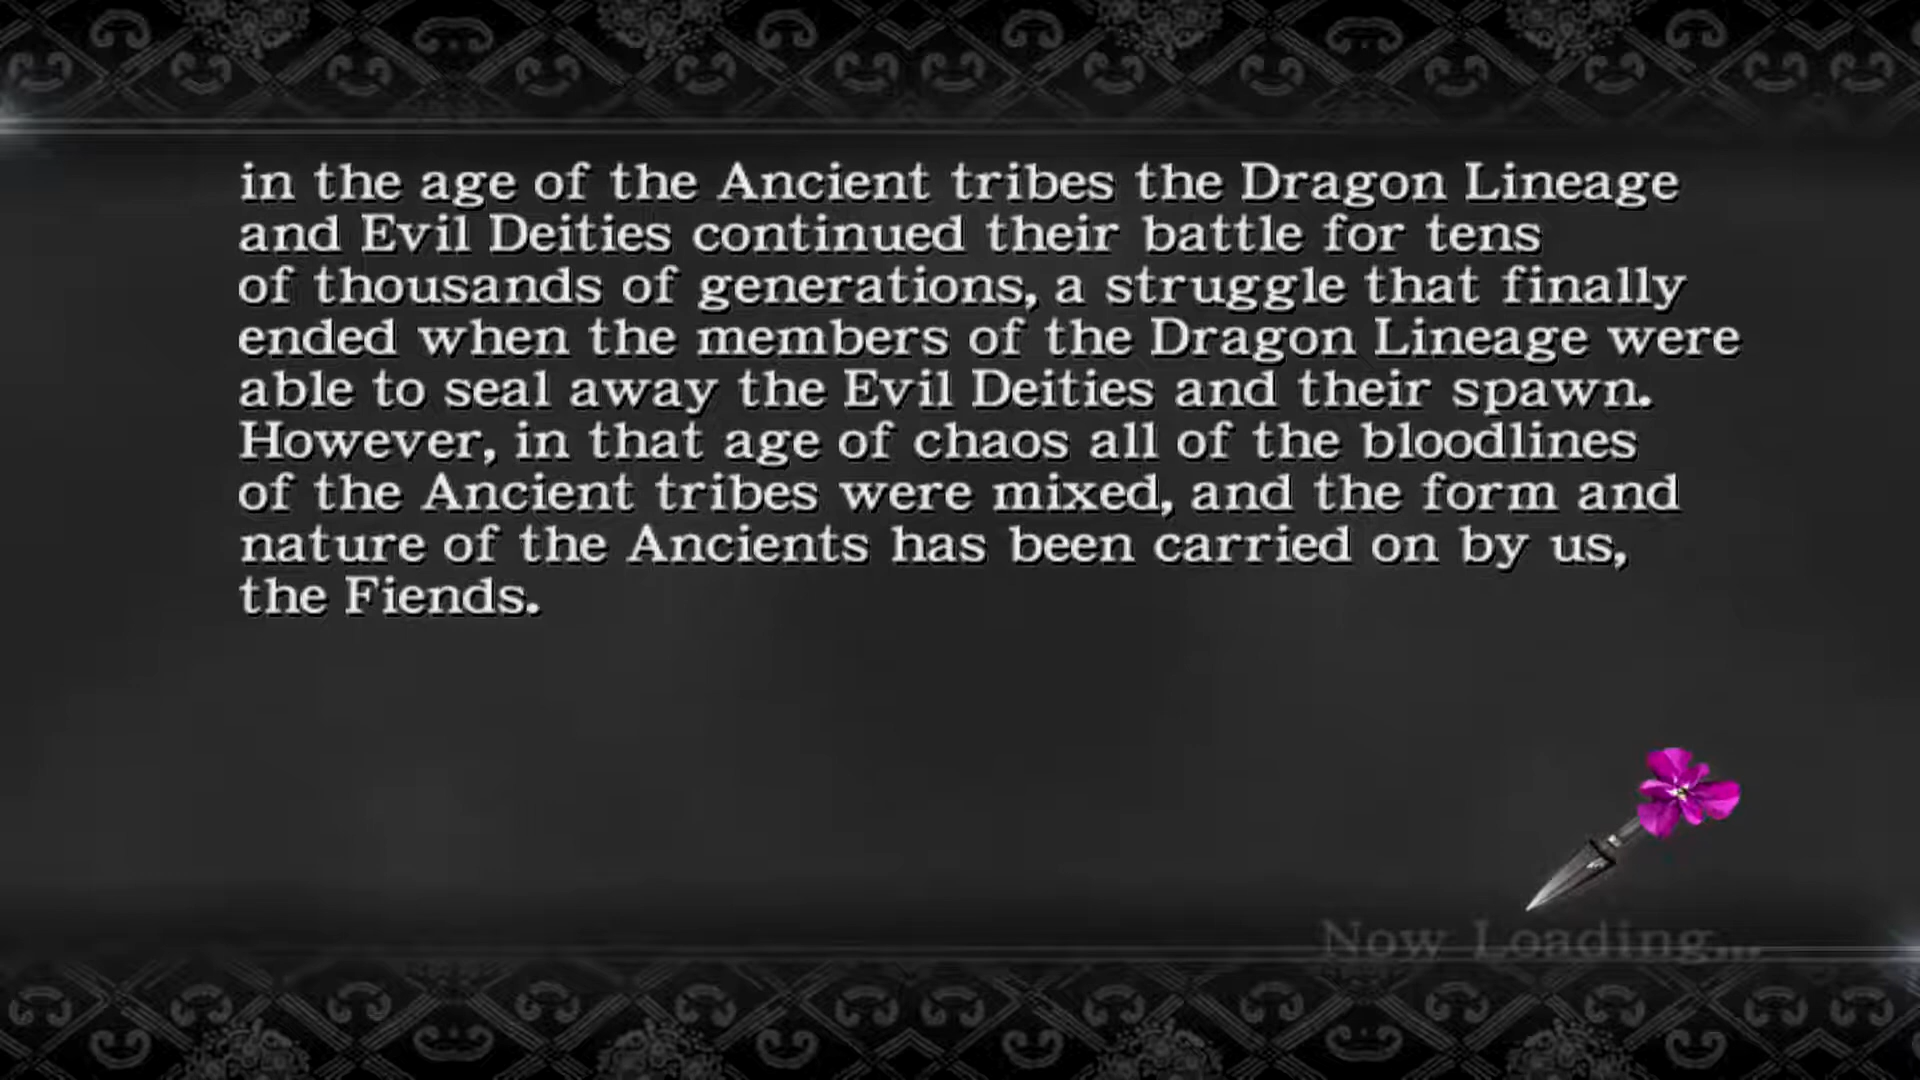 in the age of the Ancient tribes the Dragon Lineage
and Evil Deities continued their battle for tens
of thousands of generations, a struggle that finally
ended when the members of the Dragon Lineage were
able to seal away the Evil Deities and their spawn.
However, in that age of chaos all of the bloodlines
of the Ancient tribes were mixed, and the form and
nature of the Ancients has been carried on by us,
the Fiends.
Now Loading...